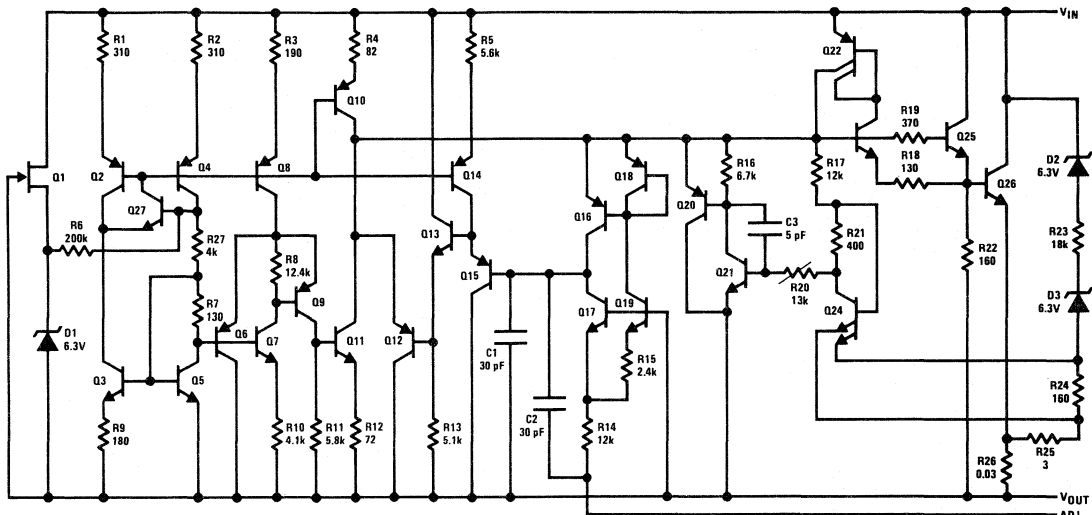 V_IN
R1
310
R2
310
R3
190
R4
82
R5
5.6k
Q22
Q10
R19
370
Q25
R18
130
D2
6.3V
Q1
Q2
Q4
Q8
Q14
Q18
R16
6.7k
R17
12k
Q26
Q27
Q16
Q20
C3
5 pF
R6
200k
R27
4k
Q13
R21
400
R22
160
R23
18k
R8
12.4k
Q15
Q21
R20
13k
D1
6.3V
R7
130
Q9
Q6
Q7
Q11
Q12
Q17
Q19
Q24
D3
6.3V
C1
30 pF
R15
2.4k
Q3
Q5
R24
160
R9
180
R10
4.1k
R11
5.8k
R12
72
R13
5.1k
C2
30 pF
R14
12k
R26
0.03
R25
3
V_OUT
ADJ